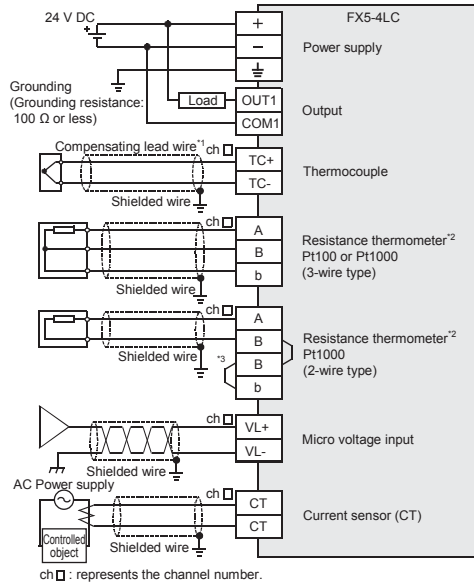 24 V DC
FX5-4LC
+
+
−
Power supply
Grounding
(Grounding resistance:
100 Ω or less)
Load
OUT1
COM1
Output
Compensating lead wire*1
ch□
TC+
TC-
Thermocouple
Shielded wire
ch□
A
B
b
Resistance thermometer*2
Pt100 or Pt1000
(3-wire type)
Shielded wire
ch□
A
B
B
b
Resistance thermometer*2
Pt1000
(2-wire type)
Shielded wire
*3
ch□
VL+
VL-
Micro voltage input
Shielded wire
AC Power supply
ch□
CT
CT
Current sensor (CT)
Controlled
object
Shielded wire
ch□ : represents the channel number.